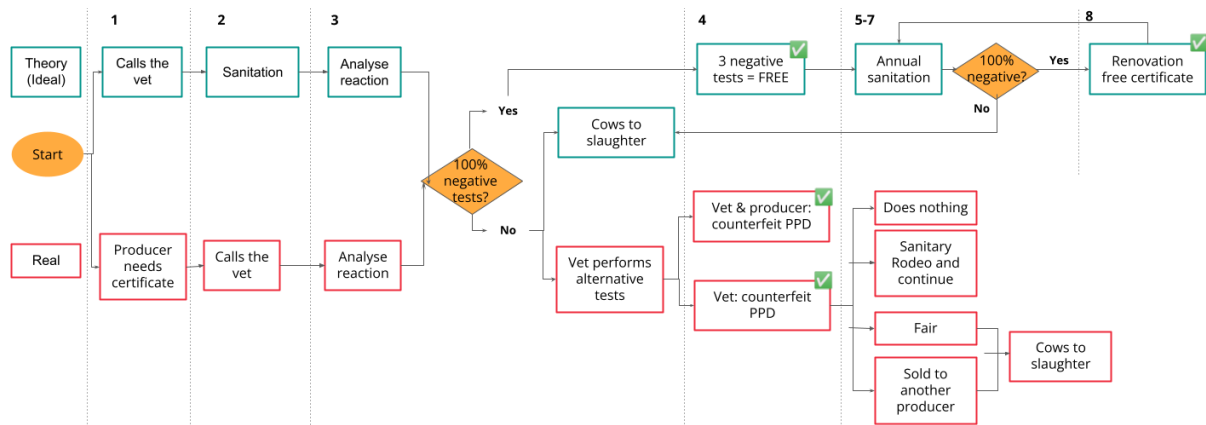 1
2
3
4
5-7
8
Theory
(Ideal)
Calls the
vet
Sanitation
Analyse
reaction
3 negative
tests = FREE
Annual
sanitation
100%
negative?
Yes
Renovation
free certificate
Yes
No
Cows to
slaughter
Start
100%
negative
tests?
Vet & producer:
counterfeit PPD
Does nothing
No
Real
Producer
needs
certificate
Calls the
vet
Analyse
reaction
Vet performs
alternative
tests
Sanitary
Rodeo and
continue
Vet: counterfeit
PPD
Fair
Cows to
slaughter
Sold to
another
producer